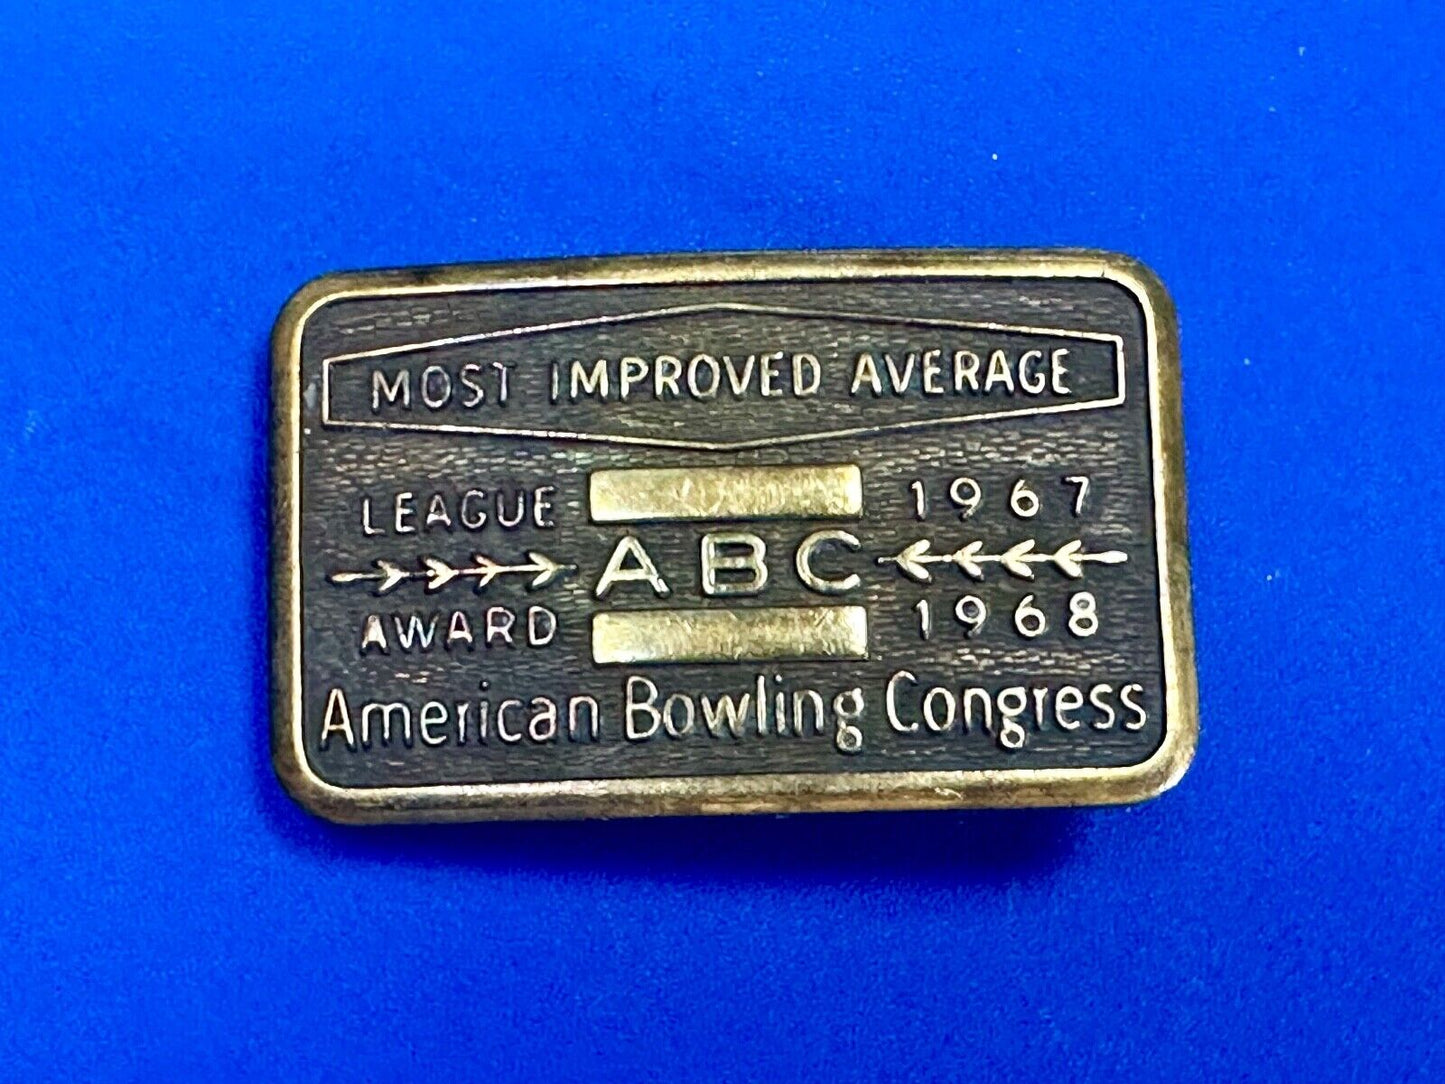 MOST IMPROVED AVERAGE
LEAGUE 1967
ABC
AWARD 1968
American Bowling Congress